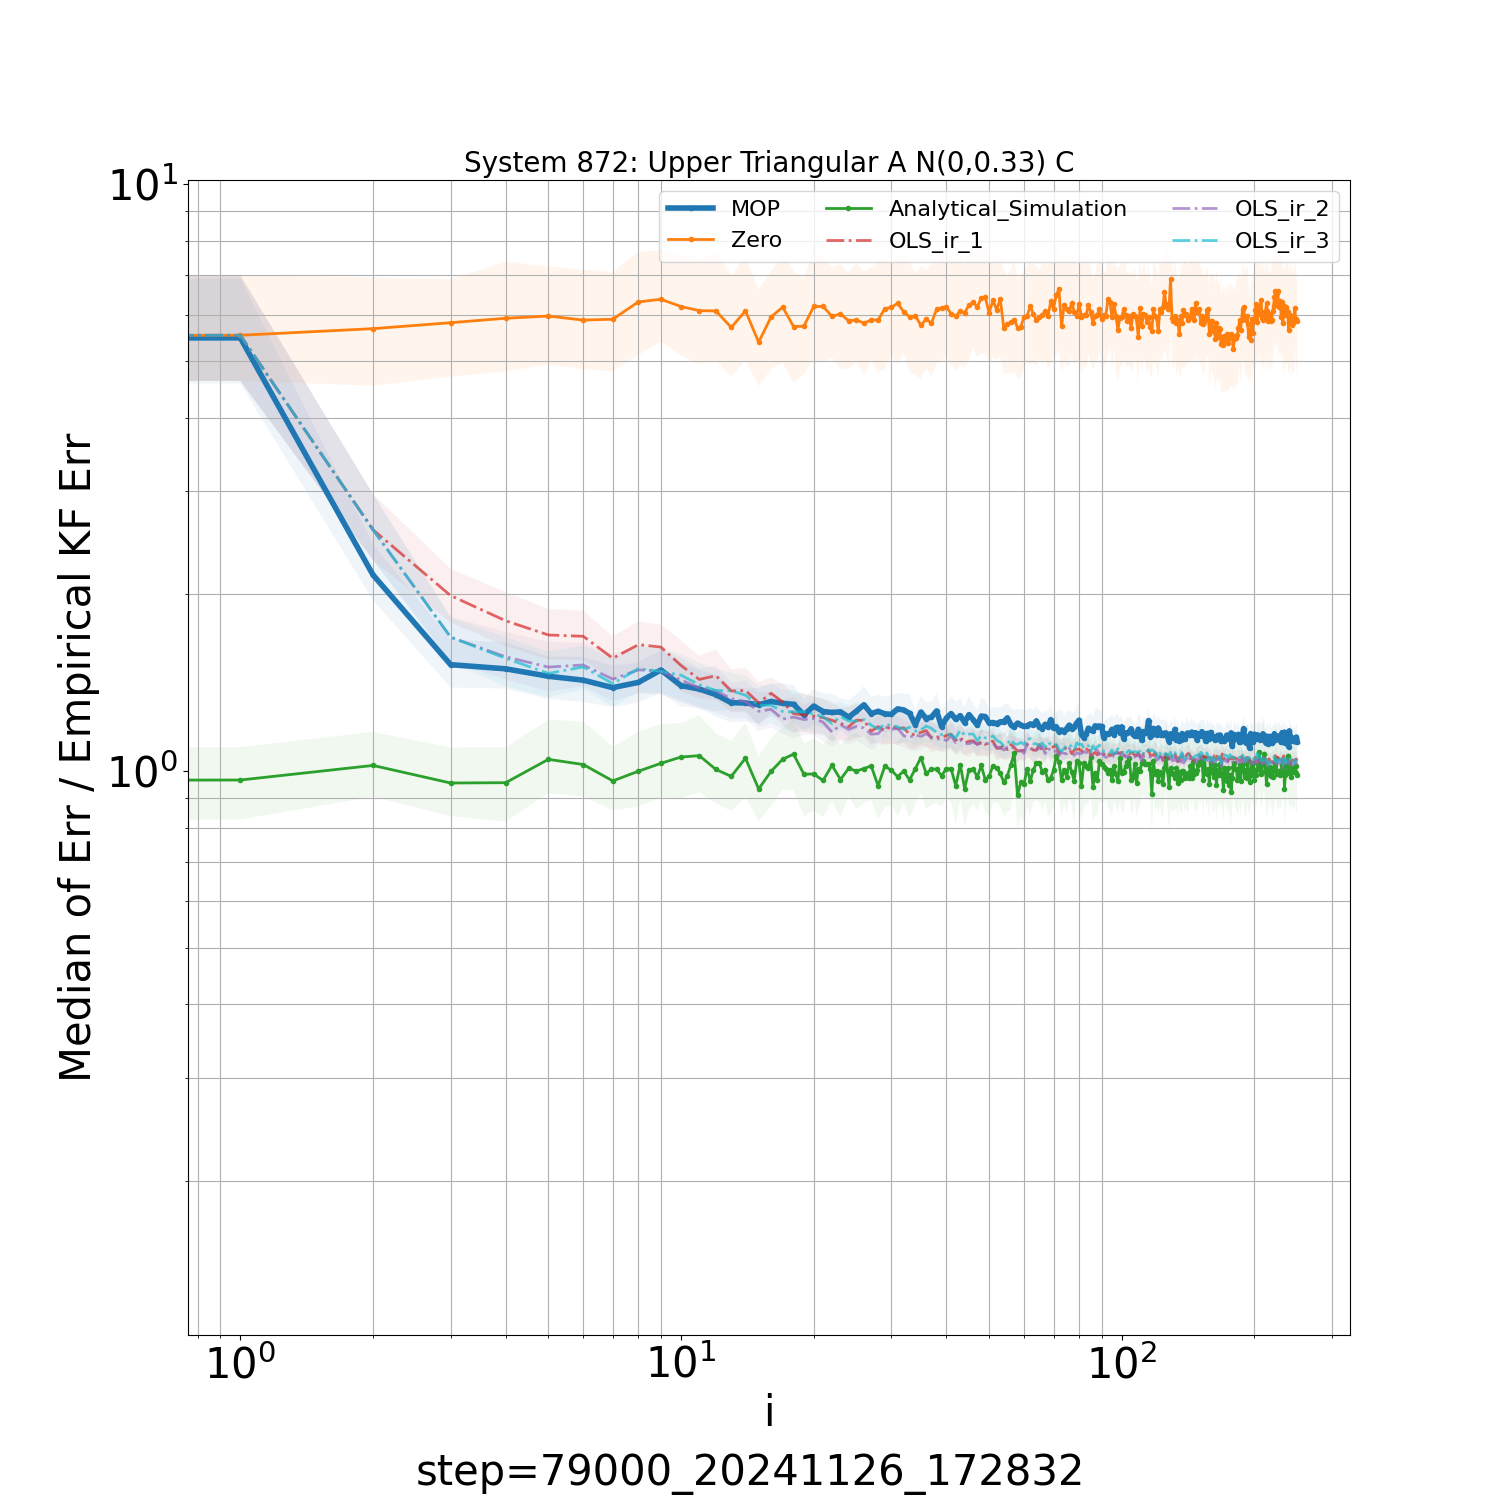 System 872: Upper Triangular A N(0,0.33) C
MOP
Zero
Analytical_Simulation
OLS_ir_1
OLS_ir_2
OLS_ir_3
Median of Err / Empirical KF Err
10¹
10⁰
10⁰
10¹
10²
i
step=79000_20241126_172832